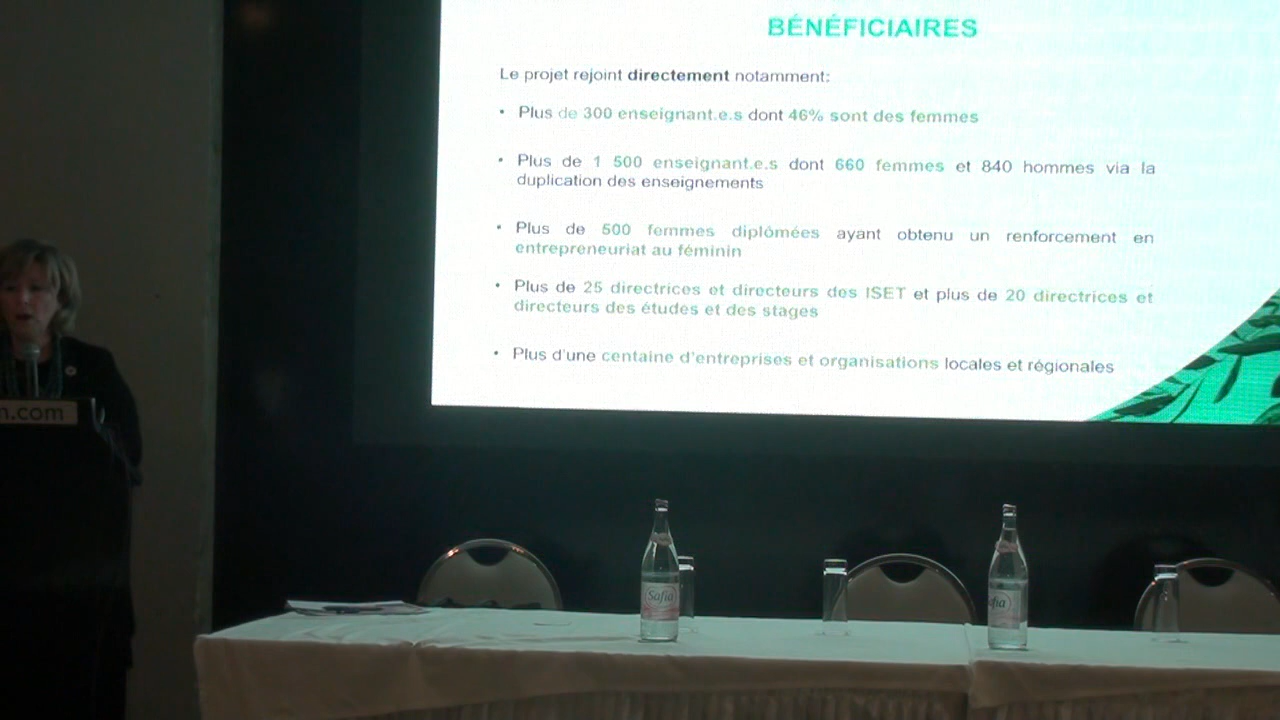 BÉNÉFICIAIRES
Le projet rejoint directement notamment:
• Plus de 300 enseignant.e.s dont 46% sont des femmes
• Plus de 1 500 enseignant.e.s dont 660 femmes et 840 hommes via la
duplication des enseignements
• Plus de 500 femmes diplômées ayant obtenu un renforcement en
entrepreneuriat au féminin
• Plus de 25 directrices et directeurs des ISET et plus de 20 directrices et
directeurs des études et des stages
• Plus d'une centaine d'entreprises et organisations locales et régionales
n.com
Safia
fia